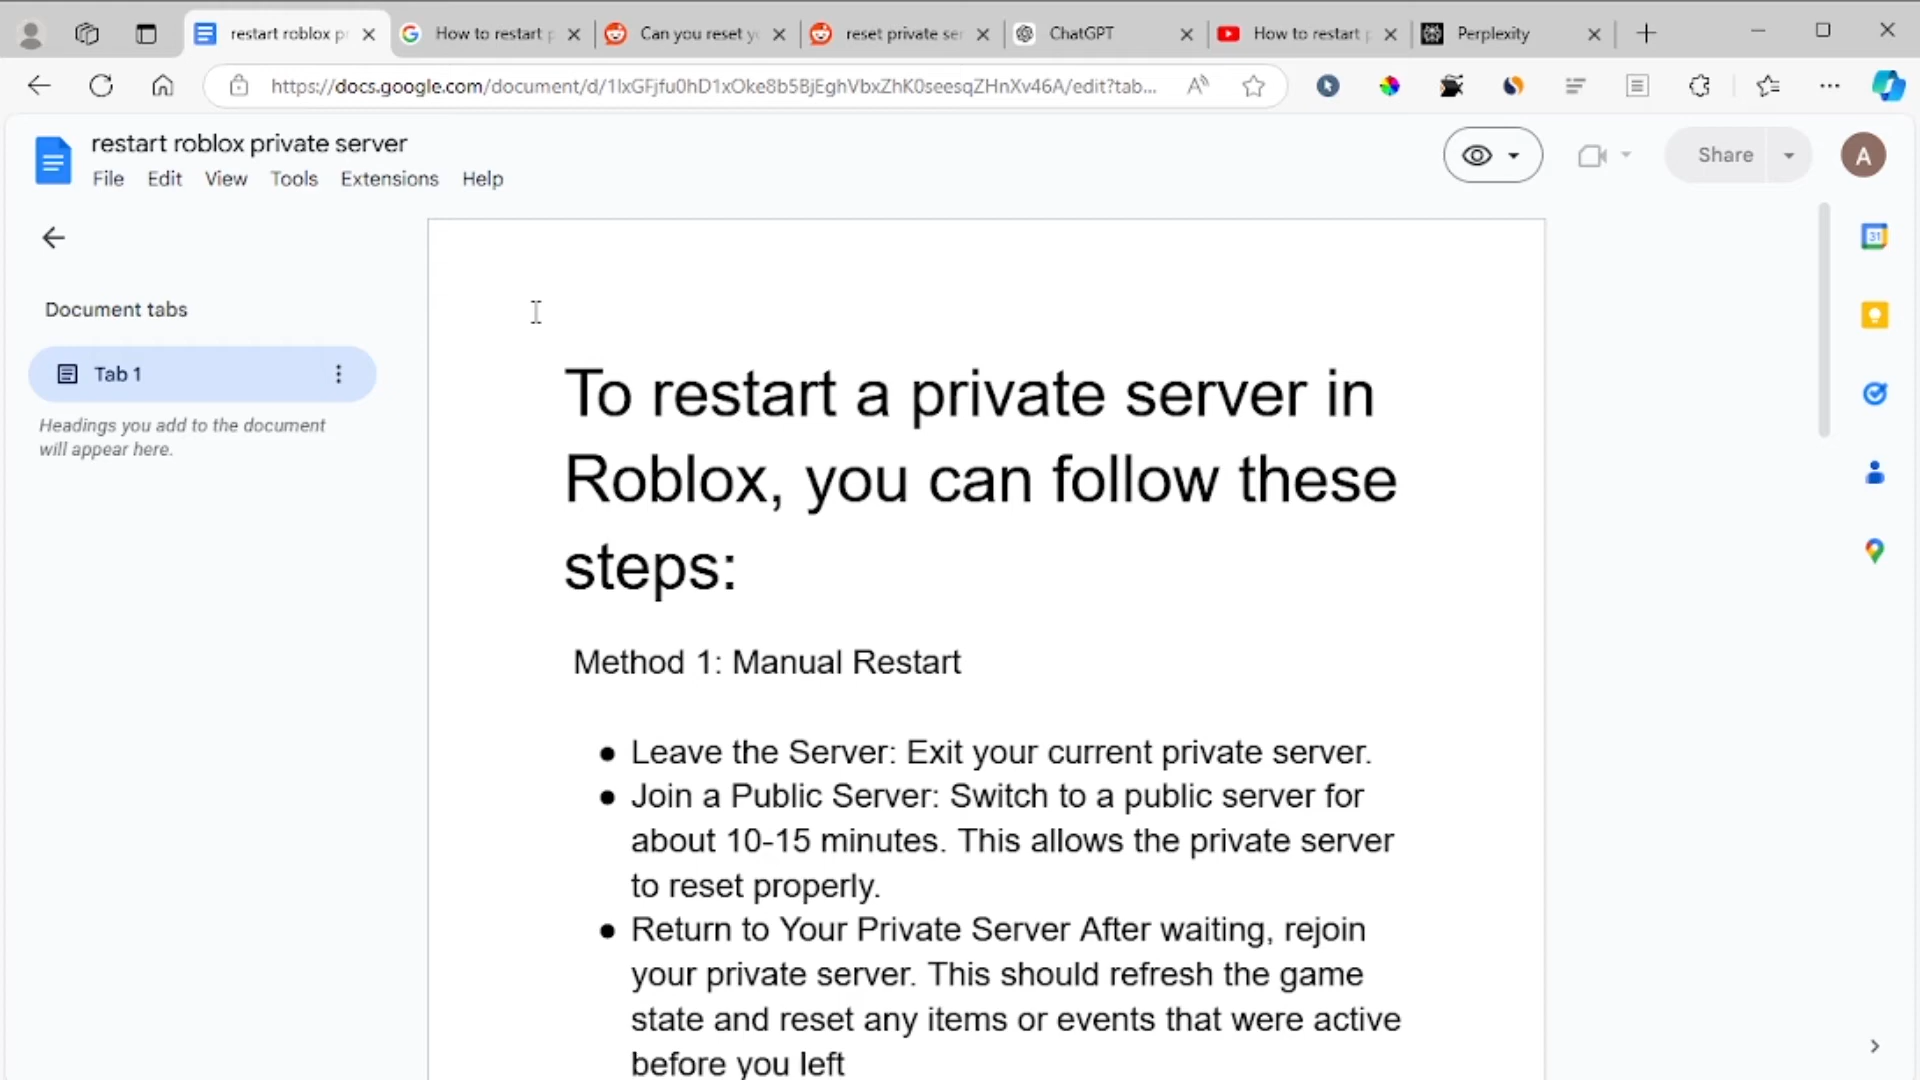 restart roblox pr
How to restart p
Can you reset yo
reset private ser
ChatGPT
How to restart p
Perplexity
https://docs.google.com/document/d/1IxGFjfu0hD1xOke8b5BjEghVbxZhK0seesqZHnXv46A/edit?tab...
restart roblox private server
File Edit View Tools Extensions Help
Share
A
Document tabs
Tab 1
Headings you add to the document
will appear here.
31
To restart a private server in
Roblox, you can follow these
steps:
Method 1: Manual Restart
● Leave the Server: Exit your current private server.
● Join a Public Server: Switch to a public server for
about 10-15 minutes. This allows the private server
to reset properly.
● Return to Your Private Server After waiting, rejoin
your private server. This should refresh the game
state and reset any items or events that were active
before you left